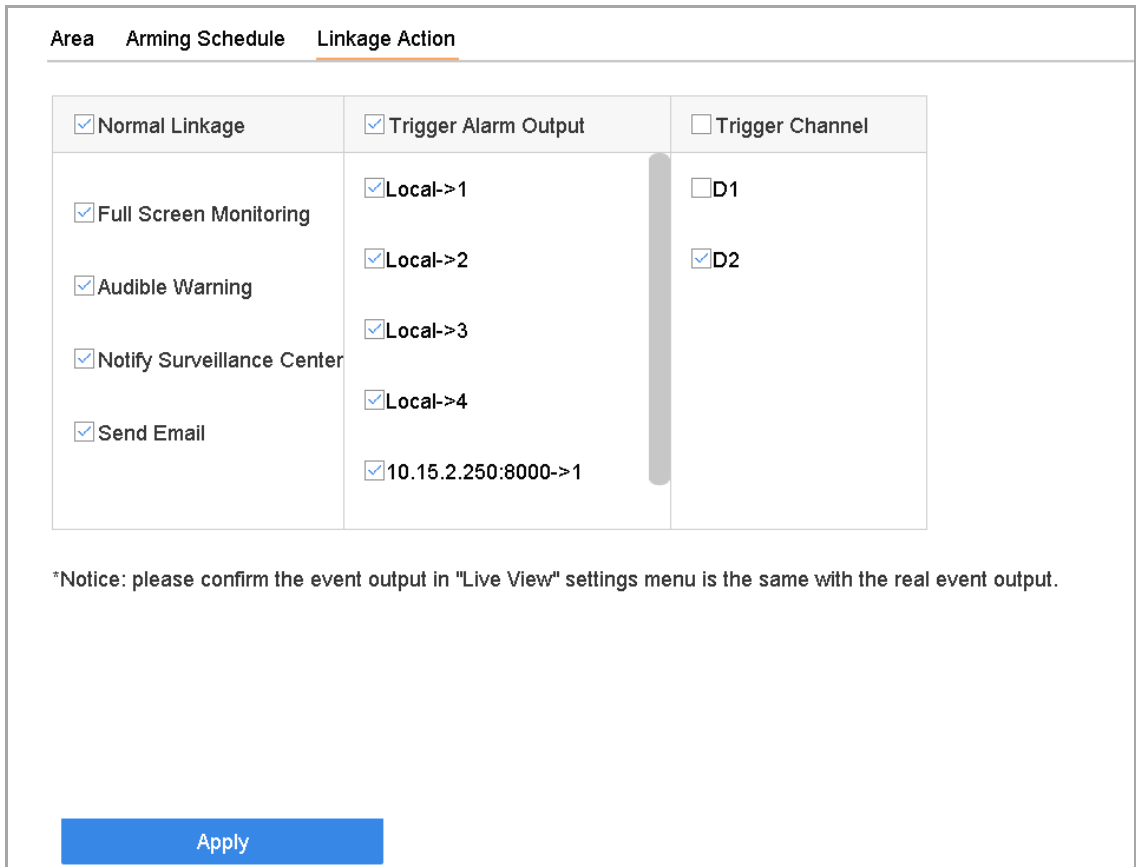 Area Arming Schedule Linkage Action
Normal Linkage Trigger Alarm Output Trigger Channel
Local->1 D1
Full Screen Monitoring
Local->2 D2
Audible Warning
Local->3
Notify Surveillance Center
Local->4
Send Email
10.15.2.250:8000->1
*Notice: please confirm the event output in "Live View" settings menu is the same with the real event output.
Apply